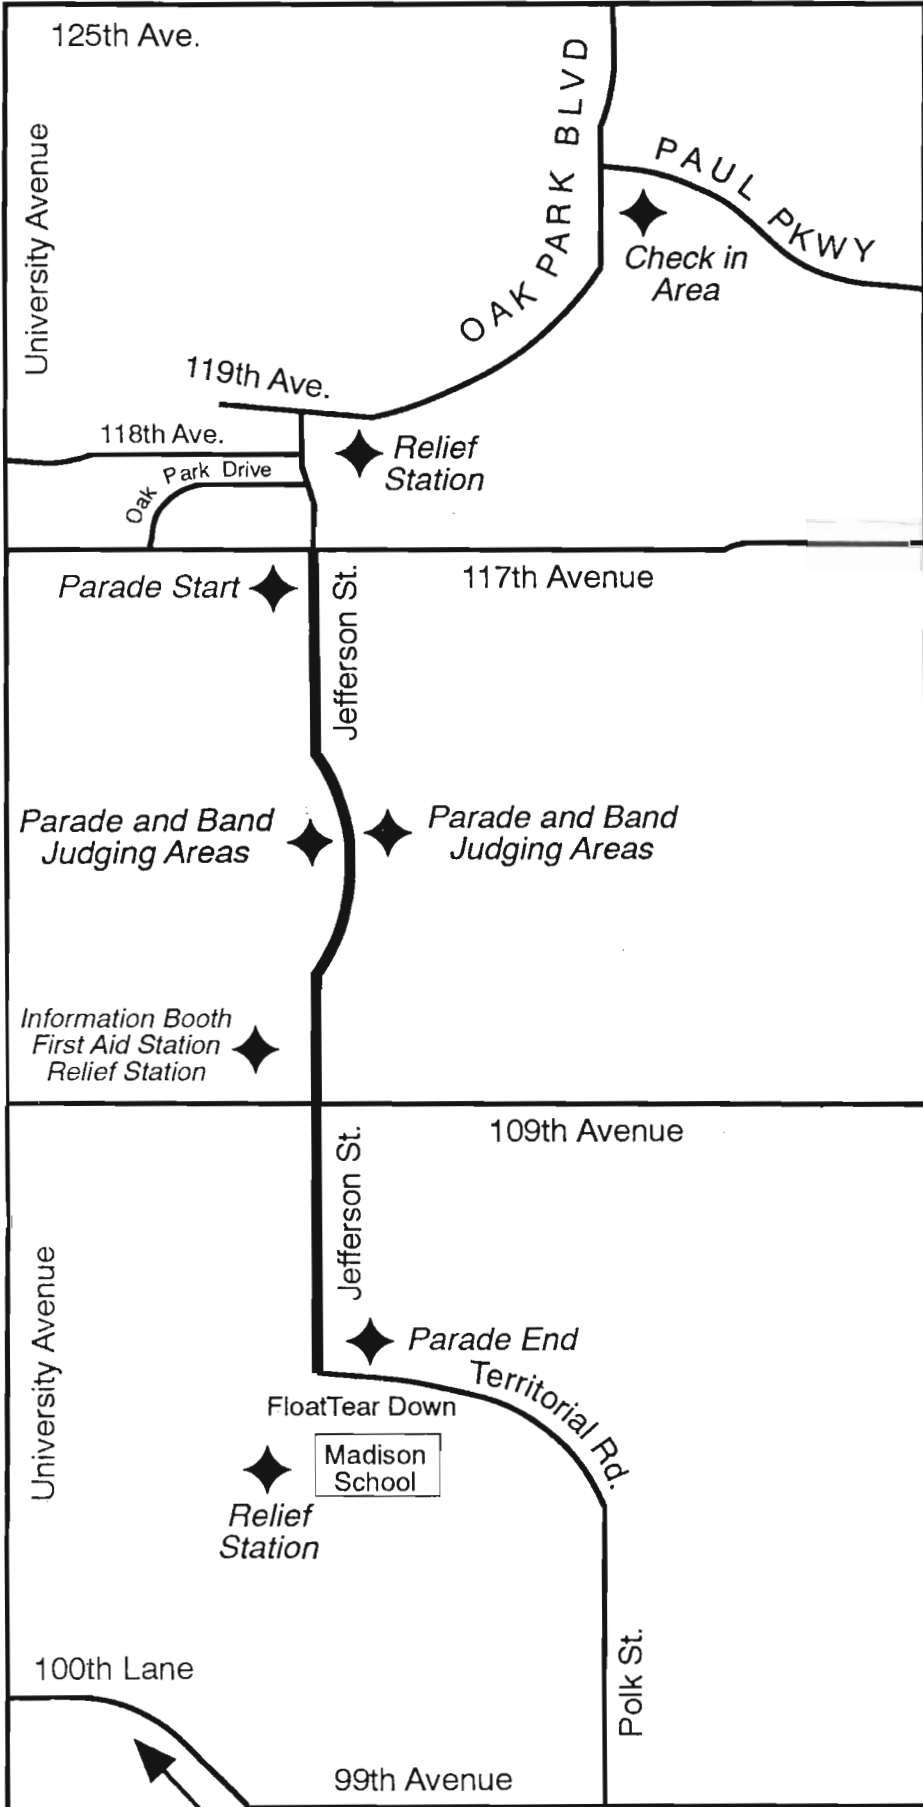 125th Ave.
University Avenue
OAK PARK BLVD
PAUL PKWY
Check in
Area
119th Ave.
118th Ave.
Oak Park Drive
Relief
Station
Parade Start
117th Avenue
Jefferson St.
Parade and Band
Judging Areas
Parade and Band
Judging Areas
Information Booth
First Aid Station
Relief Station
109th Avenue
Jefferson St.
University Avenue
Parade End
Territorial Rd.
FloatTear Down
Madison
School
Relief
Station
100th Lane
Polk St.
99th Avenue